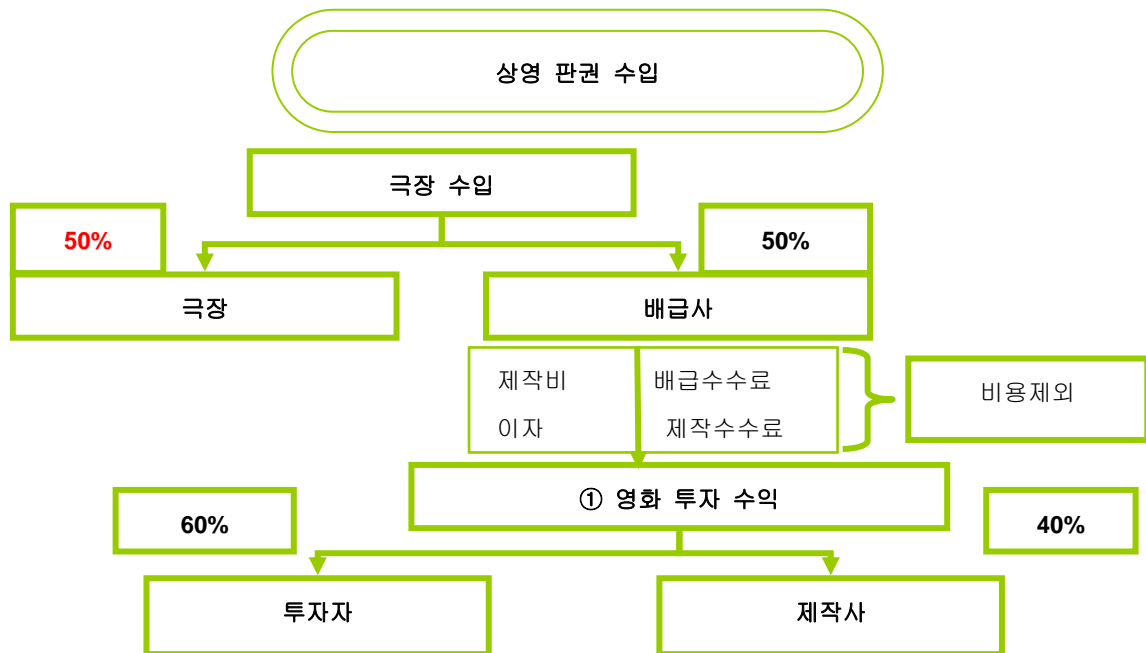 상영 판권 수입
극장 수입
50%
50%
극장
배급사
제작비
배급수수료
이자
제작수수료
비용제외
① 영화 투자 수익
60%
40%
투자자
제작사